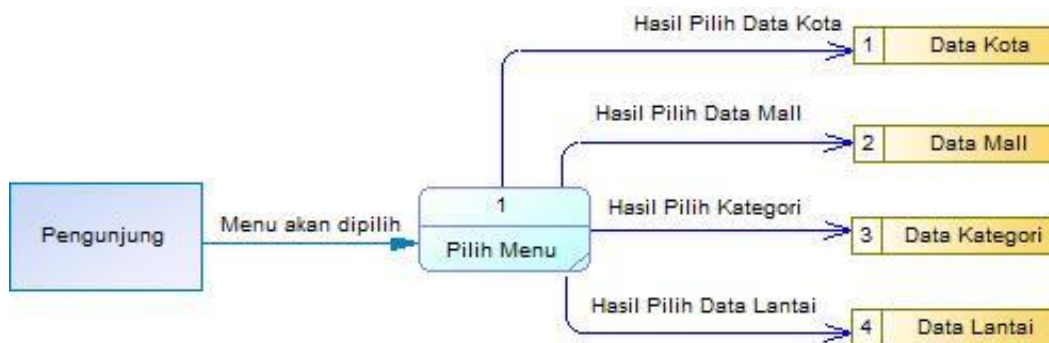 Hasil Pilih Data Kota
1 Data Kota
Hasil Pilih Data Mall
2 Data Mall
Pengunjung
Menu akan dipilih
1
Pilih Menu
Hasil Pilih Kategori
3 Data Kategori
Hasil Pilih Data Lantai
4 Data Lantai